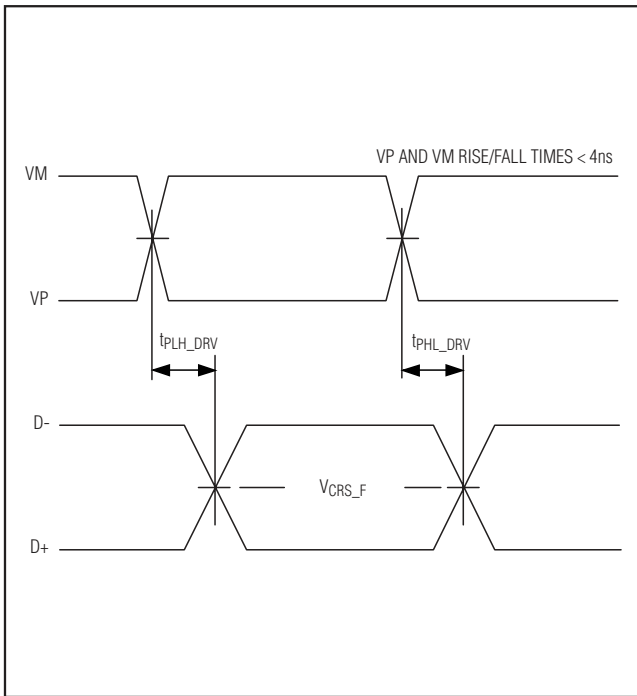 VP AND VM RISE/FALL TIMES < 4ns
VM
VP
tPLH_DRV
tPHL_DRV
D-
VCRS_F
D+